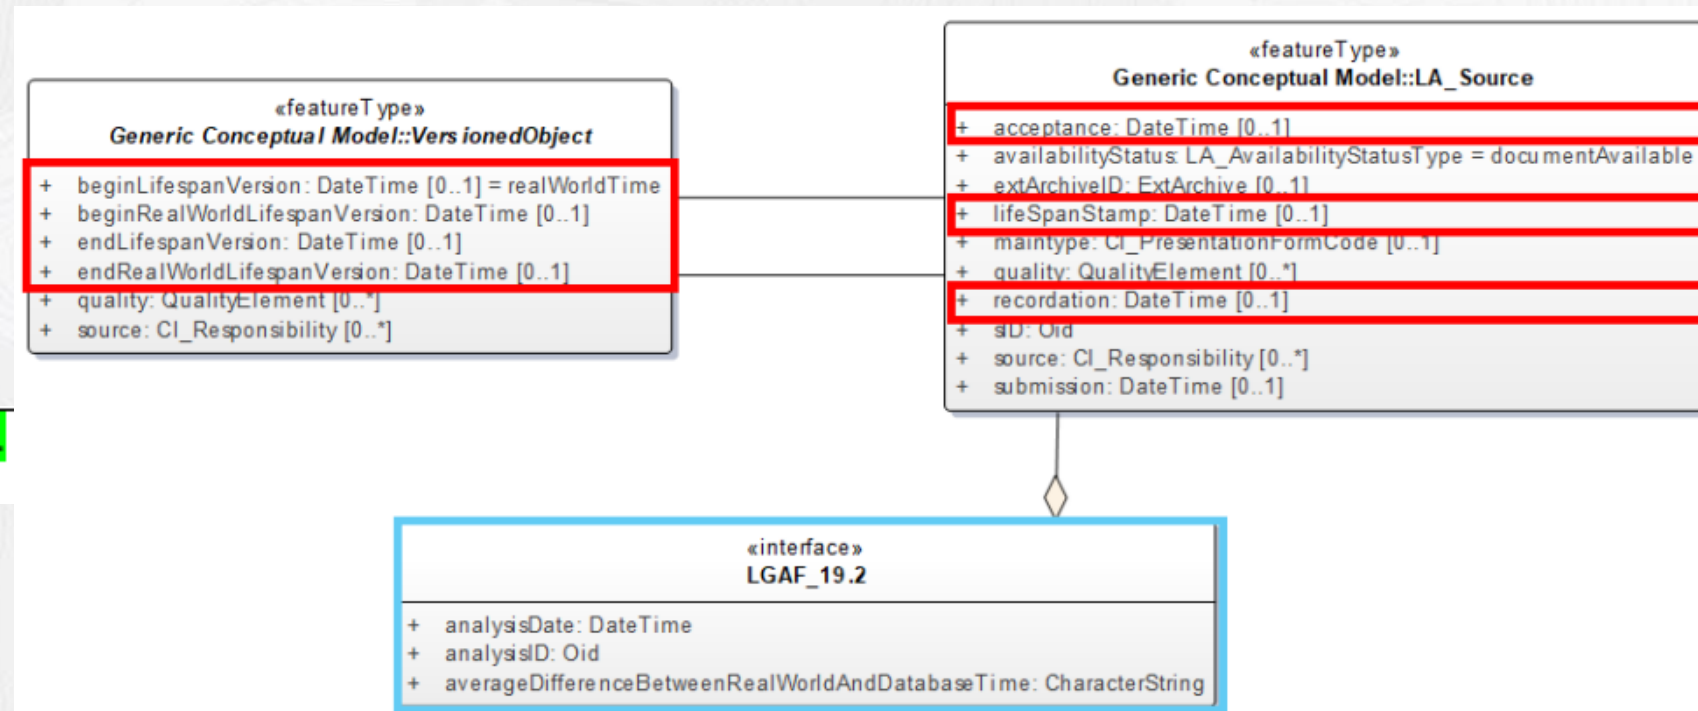 «featureType»
Generic Conceptual Model::VersionedObject
+ beginLifespanVersion: DateTime [0..1] = realWorldTime
+ beginRealWorldLifespanVersion: DateTime [0..1]
+ endLifespanVersion: DateTime [0..1]
+ endRealWorldLifespanVersion: DateTime [0..1]
+ quality: QualityElement [0..*]
+ source: CI_Responsibility [0..*]
«featureType»
Generic Conceptual Model::LA_Source
+ acceptance: DateTime [0..1]
+ availabilityStatus: LA_AvailabilityStatusType = documentAvailable
+ extArchiveID: ExtArchive [0..1]
+ lifeSpanStamp: DateTime [0..1]
+ maintype: CI_PresentationFormCode [0..1]
+ quality: QualityElement [0..*]
+ recordation: DateTime [0..1]
+ sID: Oid
+ source: CI_Responsibility [0..*]
+ submission: DateTime [0..1]
«interface»
LGAF_19.2
+ analysisDate: DateTime
+ analysisID: Oid
+ averageDifferenceBetweenRealWorldAndDatabaseTime: CharacterString